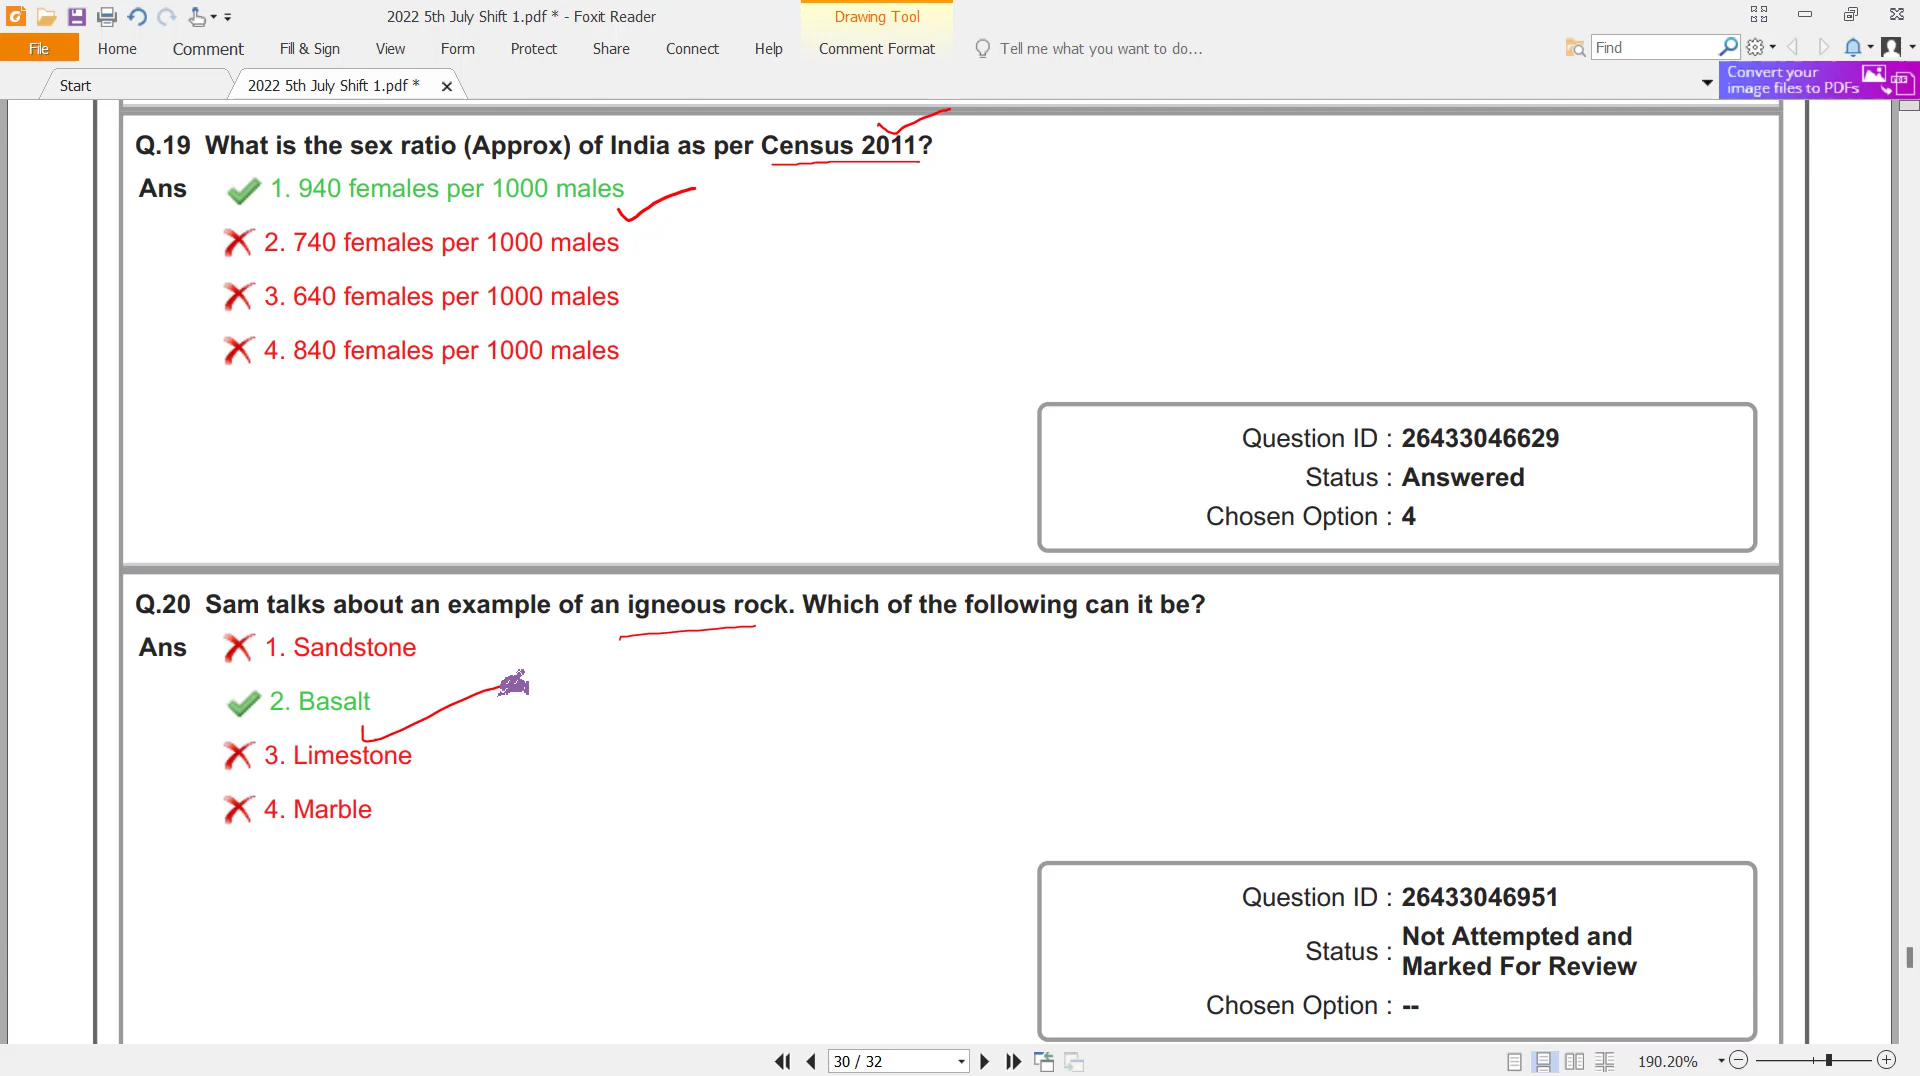 2022 5th July Shift 1.pdf * - Foxit Reader
Drawing Tool
File Home Comment Fill & Sign View Form Protect Share Connect Help Comment Format Tell me what you want to do... Find
Start 2022 5th July Shift 1.pdf *
Convert your
image files to PDFs
Q.19 What is the sex ratio (Approx) of India as per Census 2011?
Ans 1. 940 females per 1000 males
2. 740 females per 1000 males
3. 640 females per 1000 males
4. 840 females per 1000 males
Question ID : 26433046629
Status : Answered
Chosen Option : 4
Q.20 Sam talks about an example of an igneous rock. Which of the following can it be?
Ans 1. Sandstone
2. Basalt
3. Limestone
4. Marble
Question ID : 26433046951
Status : Not Attempted and
Marked For Review
Chosen Option : --
30 / 32
190.20%